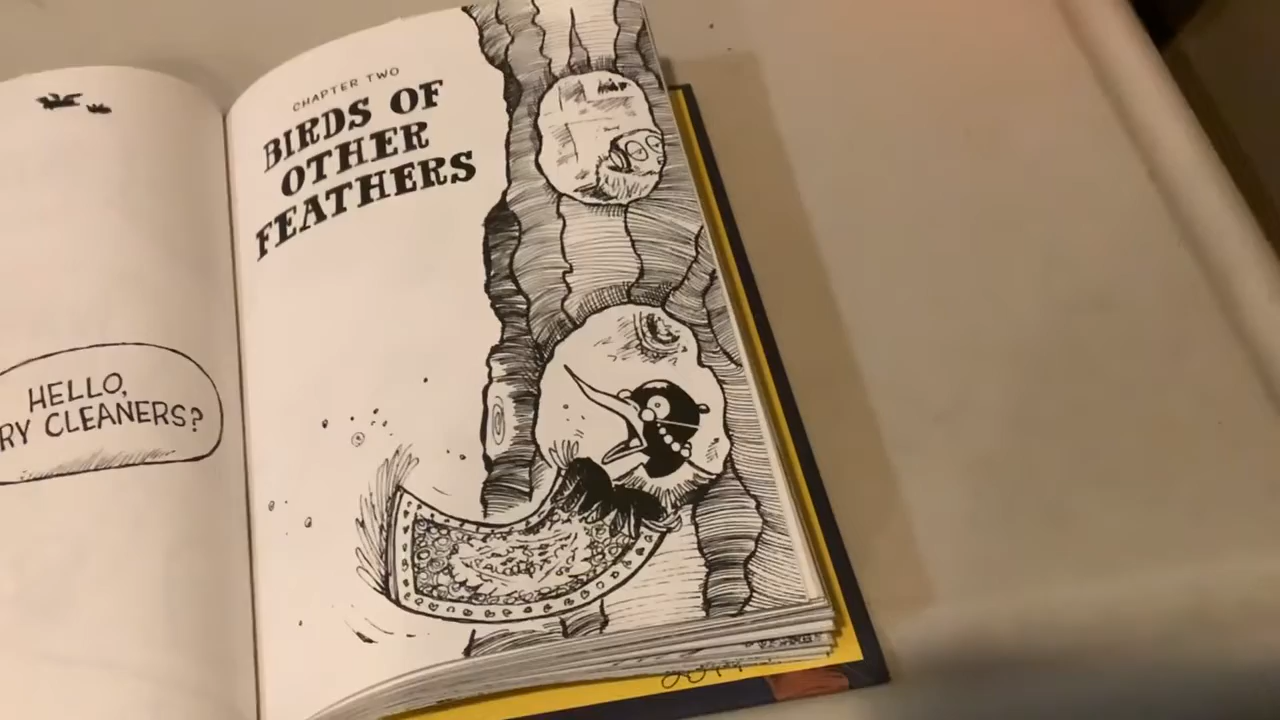 HELLO,
RY CLEANERS?
CHAPTER TWO
BIRDS OF
OTHER
FEATHERS